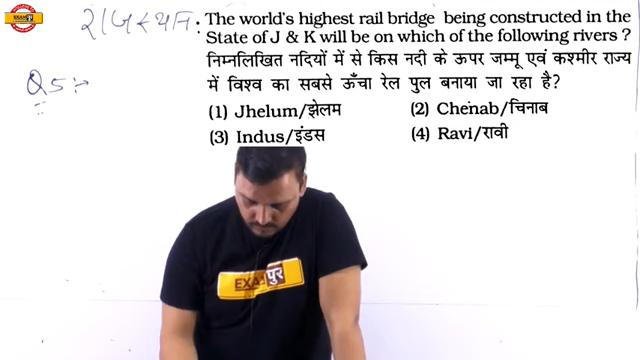 राजस्थान:
The world's highest rail bridge being constructed in the
State of J & K will be on which of the following rivers ?
निम्नलिखित नदियों में से किस नदी के ऊपर जम्मू एवं कश्मीर राज्य
में विश्व का सबसे ऊँचा रेल पुल बनाया जा रहा है?
Q5:-
(1) Jhelum/झेलम
(2) Chenab/चिनाब
(3) Indus/इंडस
(4) Ravi/रावी
EXAMपुर